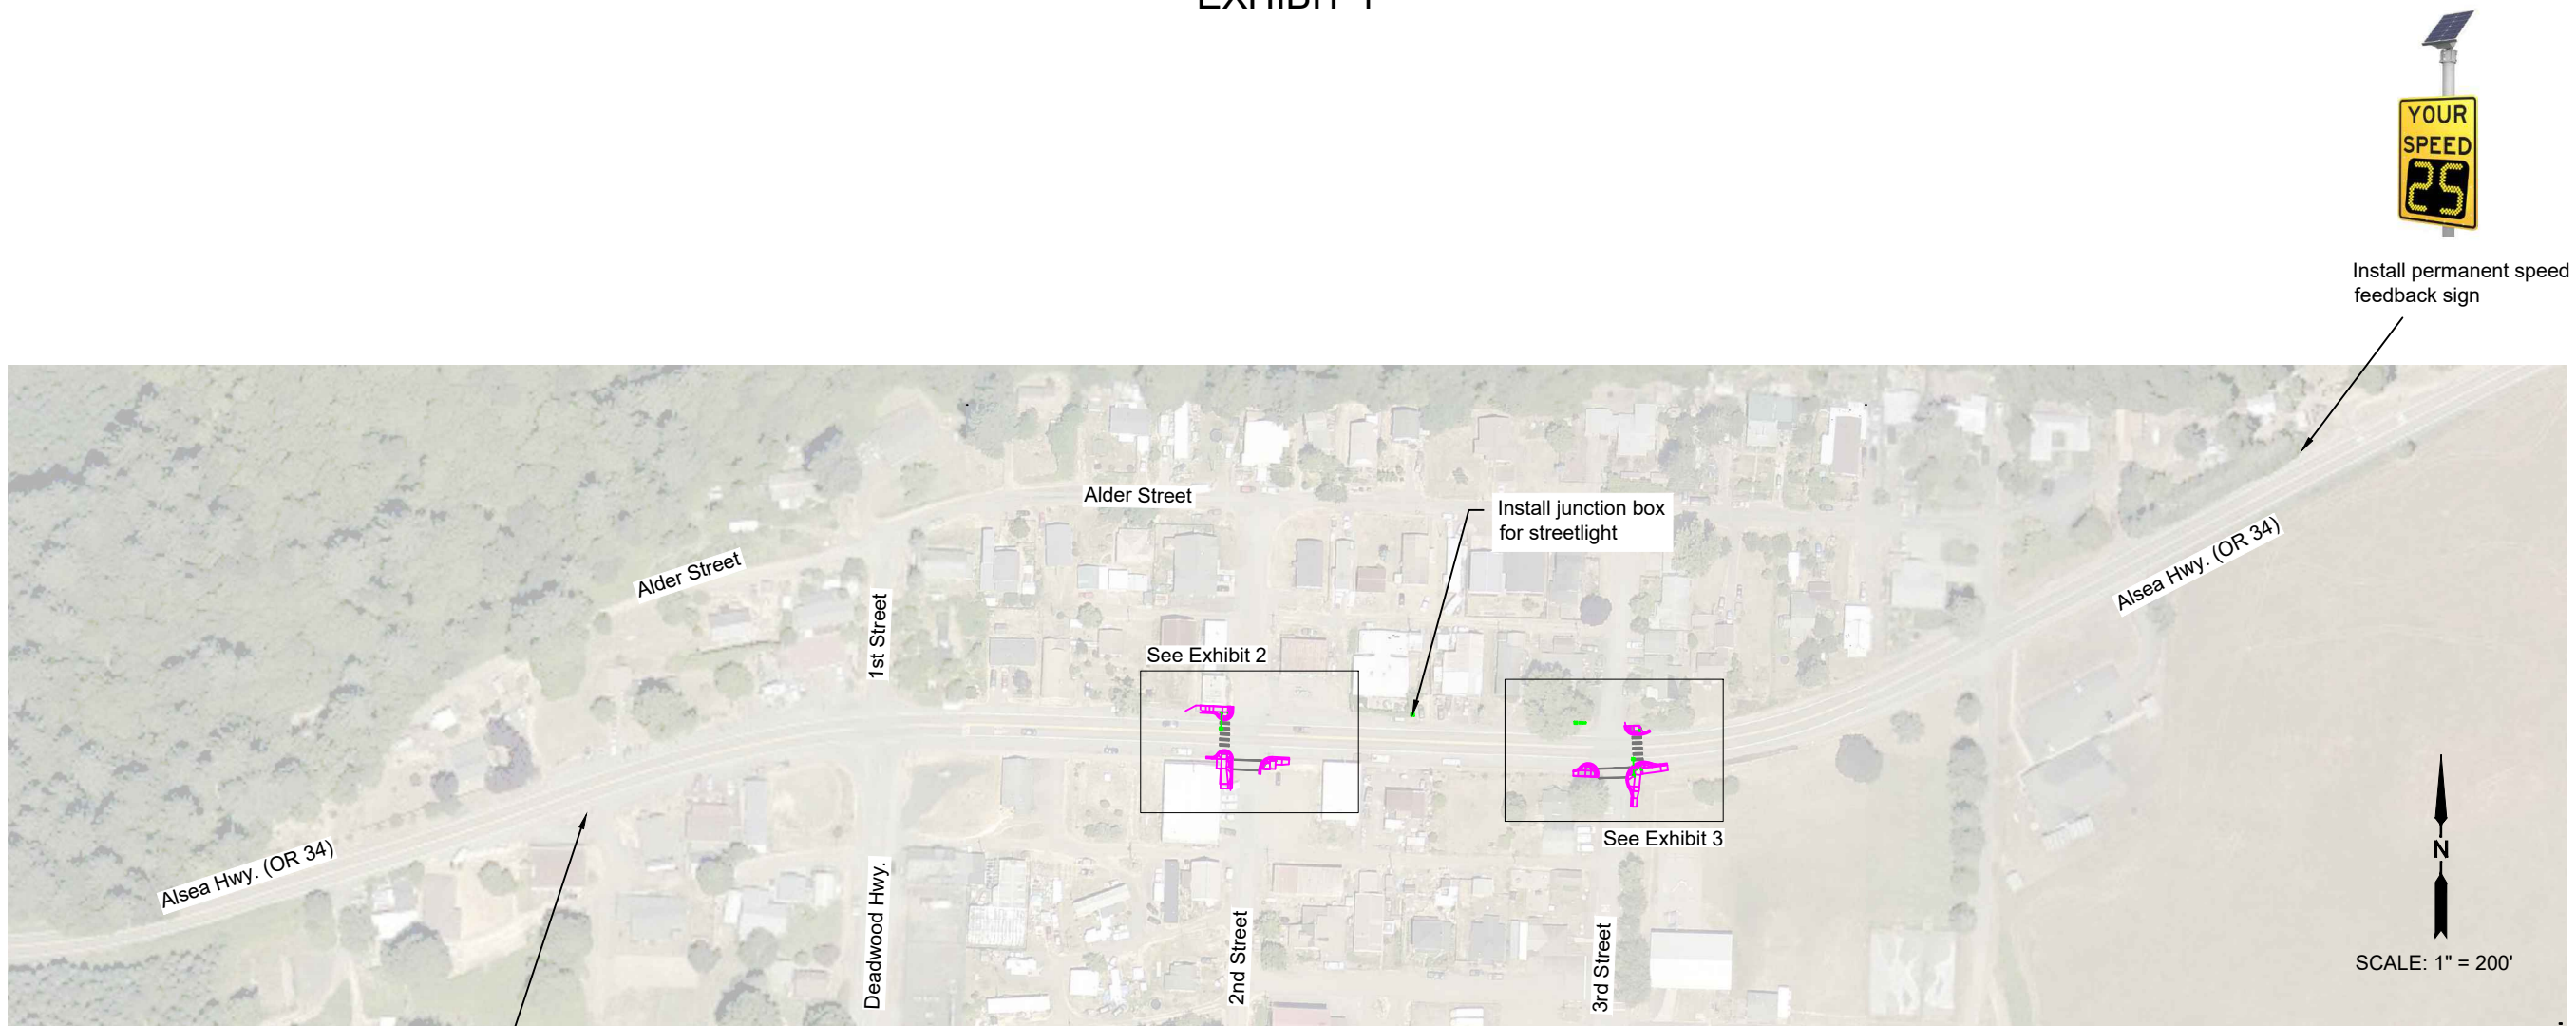 YOUR
SPEED
25
Install permanent speed
feedback sign
Alder Street
Install junction box
for streetlight
Alder Street
Alsea Hwy. (OR 34)
1st Street
See Exhibit 2
See Exhibit 3
Alsea Hwy. (OR 34)
Deadwood Hwy.
2nd Street
3rd Street
N
SCALE: 1" = 200'